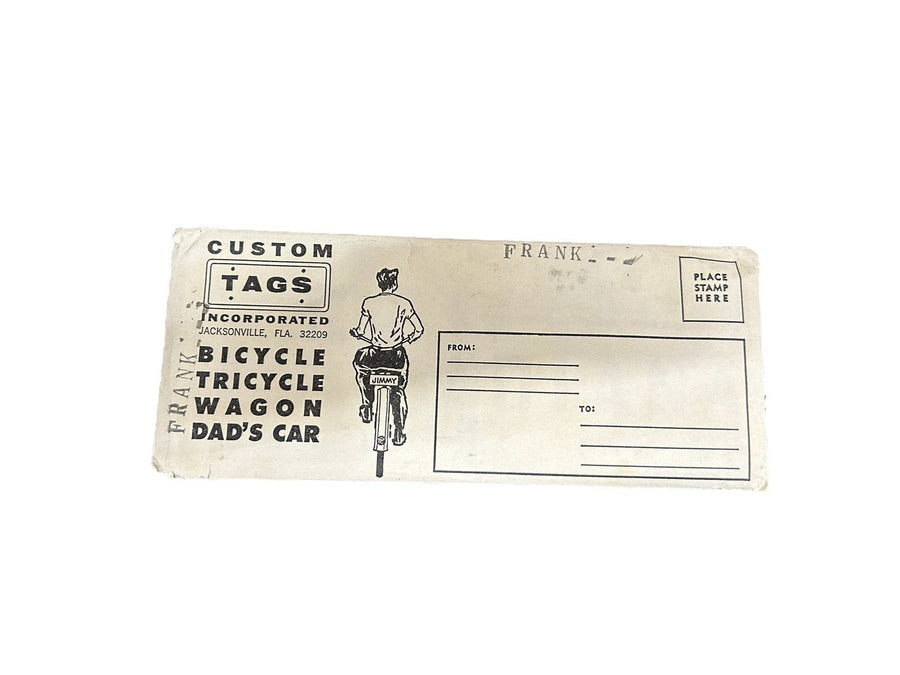 CUSTOM
TAGS
INCORPORATED
JACKSONVILLE, FLA. 32209
BICYCLE
TRICYCLE
WAGON
DAD'S CAR
FRANK
JIMMY
FRANK
PLACE
STAMP
HERE
FROM:
TO: